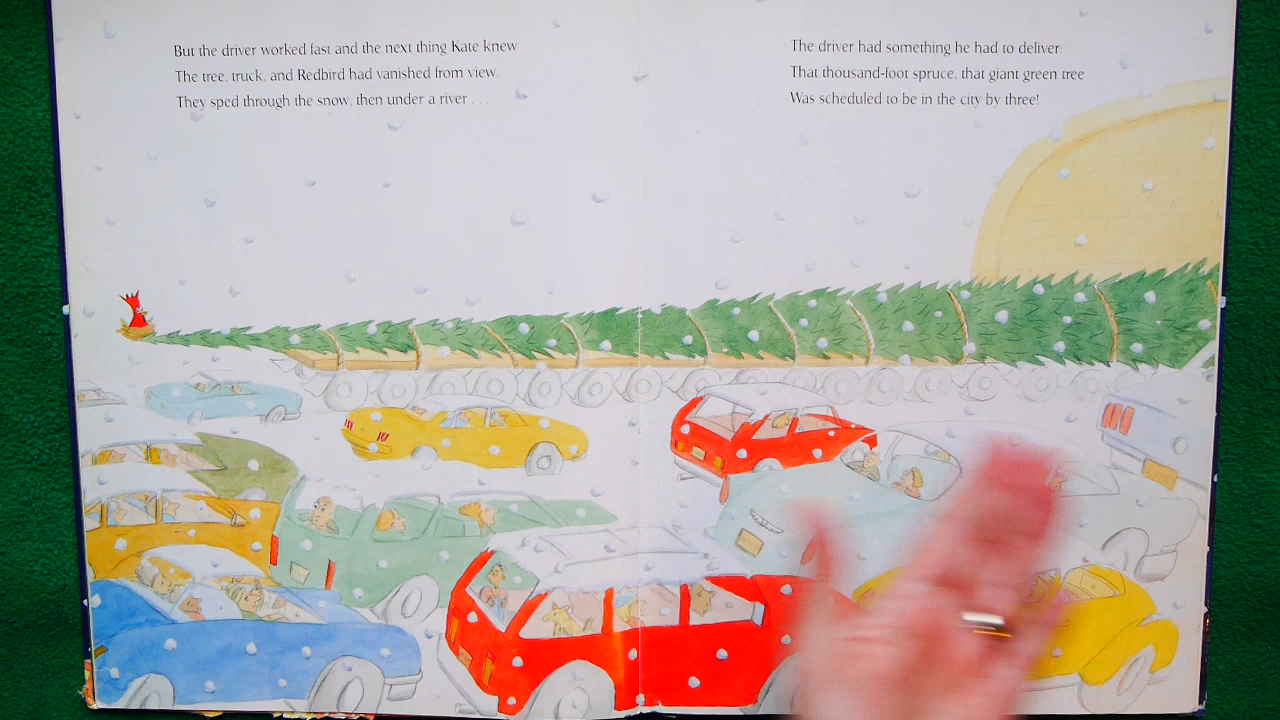 But the driver worked fast and the next thing Kate knew
The tree, truck, and Redbird had vanished from view.
They sped through the snow, then under a river . . .
The driver had something he had to deliver:
That thousand-foot spruce, that giant green tree
Was scheduled to be in the city by three!